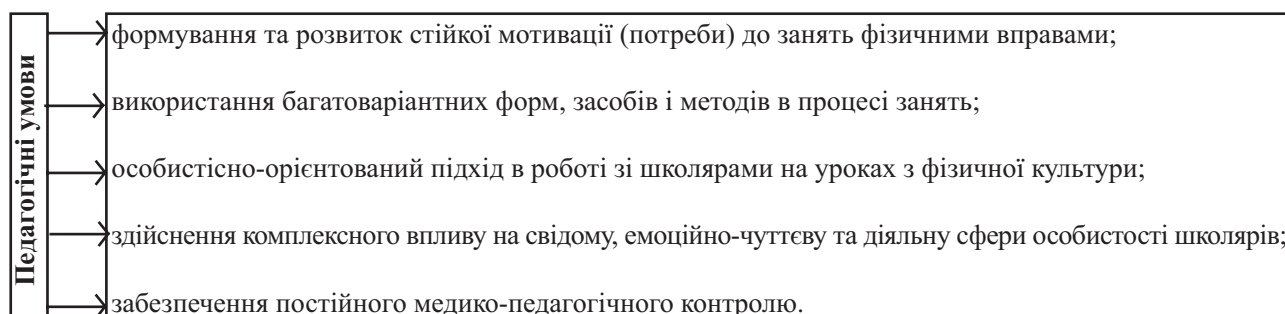 Педагогічні умови
формування та розвиток стійкої мотивації (потреби) до занять фізичними вправами;
використання багатоваріантних форм, засобів і методів в процесі занять;
особистісно-орієнтований підхід в роботі зі школярами на уроках з фізичної культури;
здійснення комплексного впливу на свідому, емоційно-чуттєву та діяльну сфери особистості школярів;
забезпечення постійного медико-педагогічного контролю.